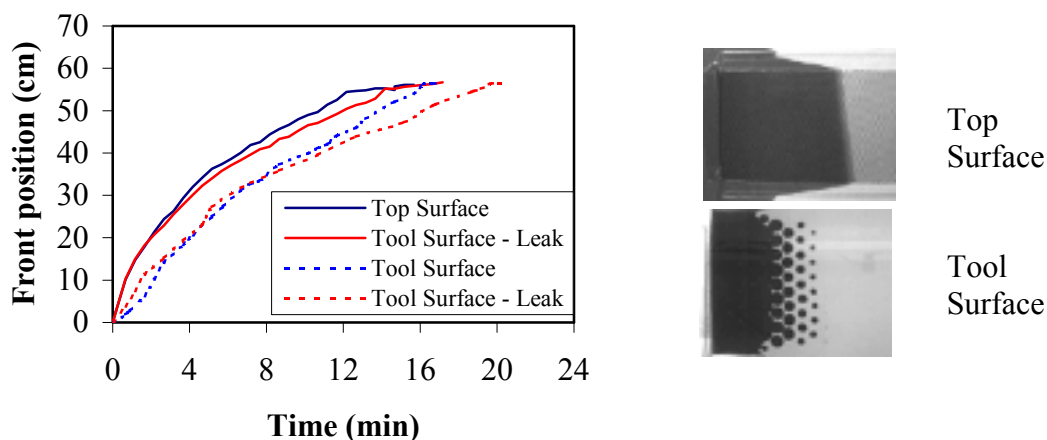 70
60
50
40
30
20
10
0
Front position (cm)
0 4 8 12 16 20 24
Time (min)
Top Surface
Tool Surface - Leak
Tool Surface
Tool Surface - Leak
Top
Surface
Tool
Surface